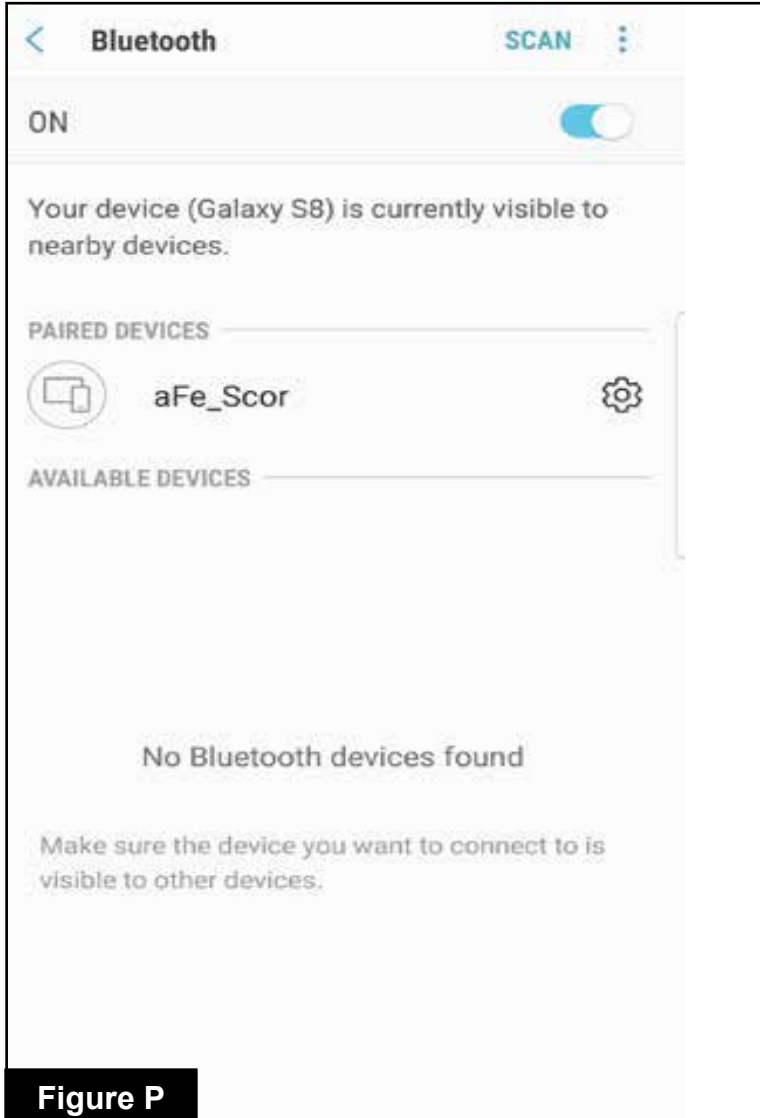 Bluetooth SCAN
ON
Your device (Galaxy S8) is currently visible to
nearby devices.
PAIRED DEVICES
aFe_Scor
AVAILABLE DEVICES
No Bluetooth devices found
Make sure the device you want to connect to is
visible to other devices.
Figure P